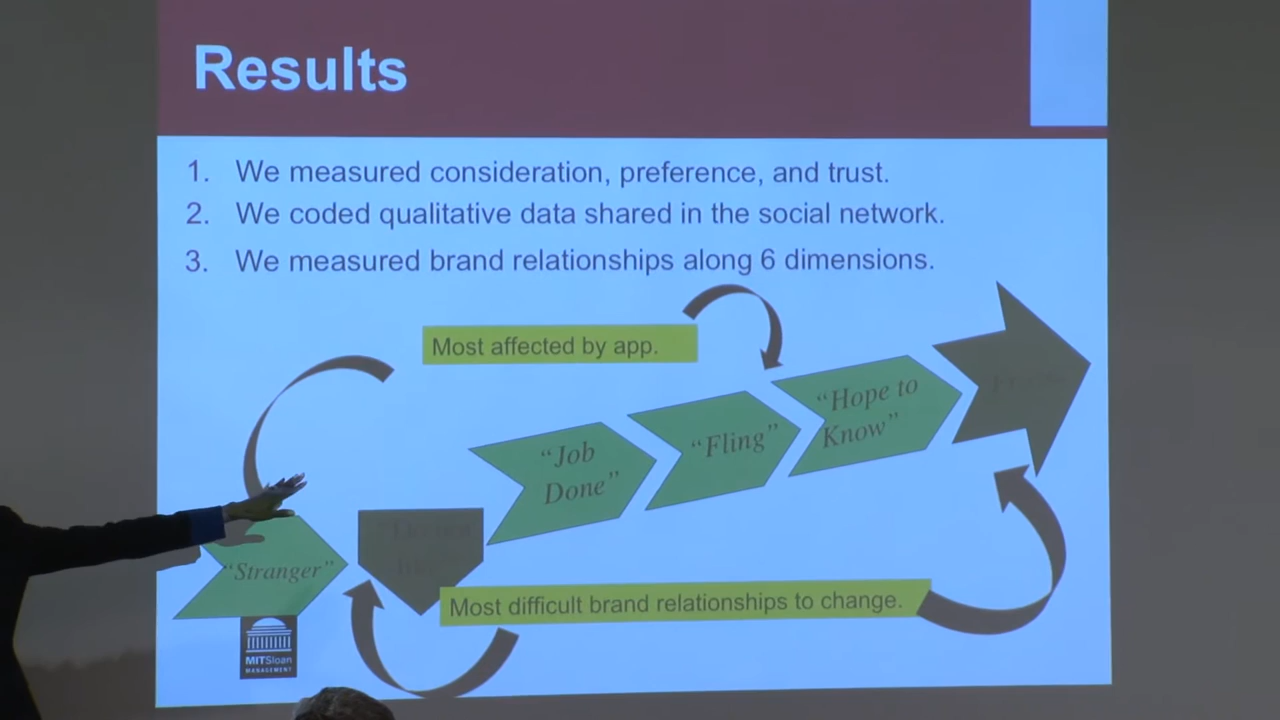 Results
1. We measured consideration, preference, and trust.
2. We coded qualitative data shared in the social network.
3. We measured brand relationships along 6 dimensions.
Most affected by app.
"Hope to
Know"
"Fling"
"Job
Done"
"Stranger"
Most difficult brand relationships to change.
MITSloan
MANAGEMENT